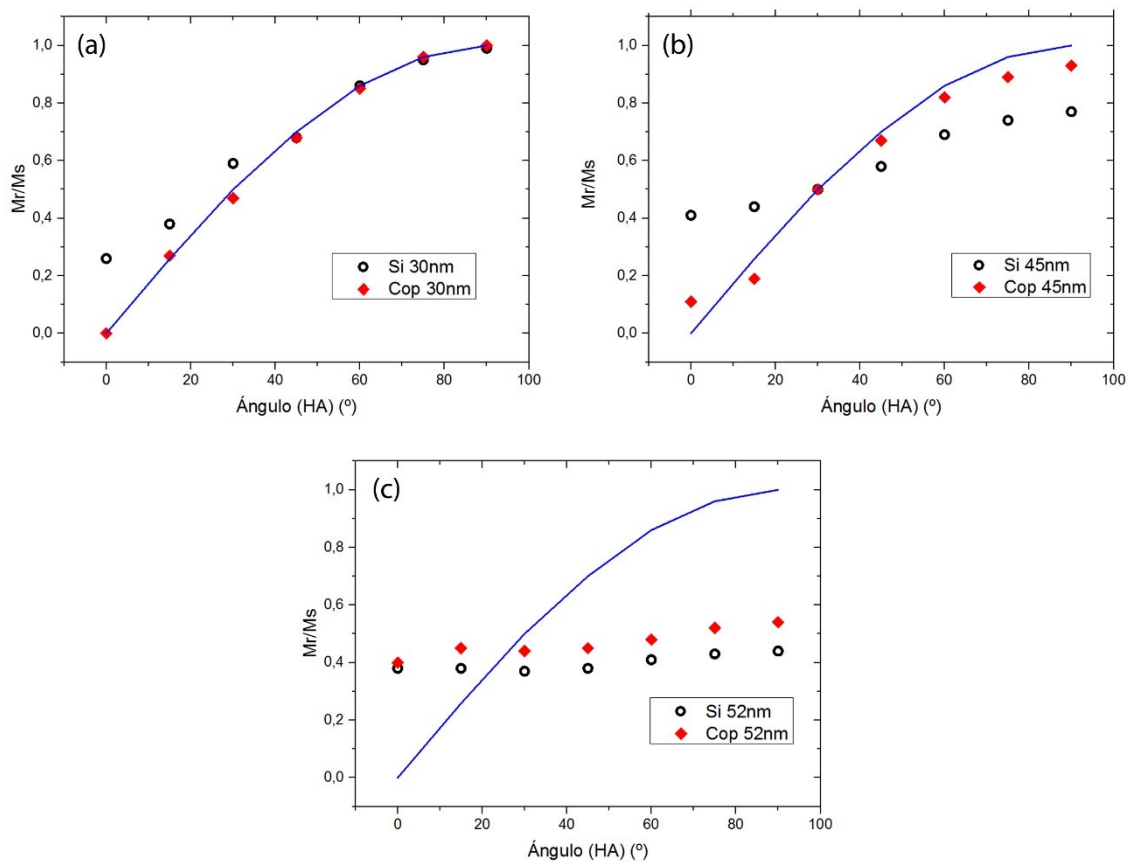 (a)
1,0
0,8
0,6
0,4
0,2
0,0
Mr/Ms
Si 30nm
Cop 30nm
0 20 40 60 80 100
Ángulo (HA) (º)
(b)
1,0
0,8
0,6
0,4
0,2
0,0
Mr/Ms
Si 45nm
Cop 45nm
0 20 40 60 80 100
Ángulo (HA) (º)
(c)
1,0
0,8
0,6
0,4
0,2
0,0
Mr/Ms
Si 52nm
Cop 52nm
0 20 40 60 80 100
Ángulo (HA) (º)